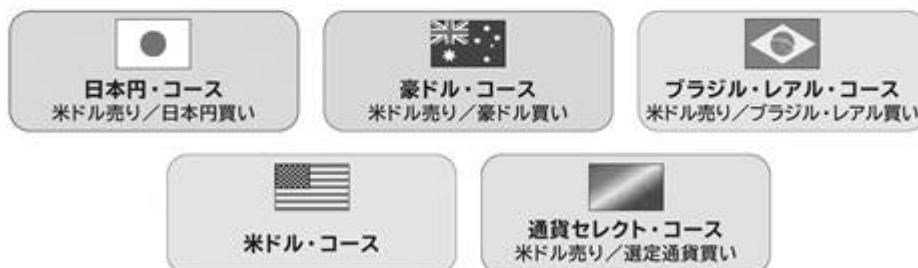 日本円・コース
米ドル売り／日本円買い
豪ドル・コース
米ドル売り／豪ドル買い
ブラジル・レアル・コース
米ドル売り／ブラジル・レアル買い
米ドル・コース
通貨セレクト・コース
米ドル売り／選定通貨買い